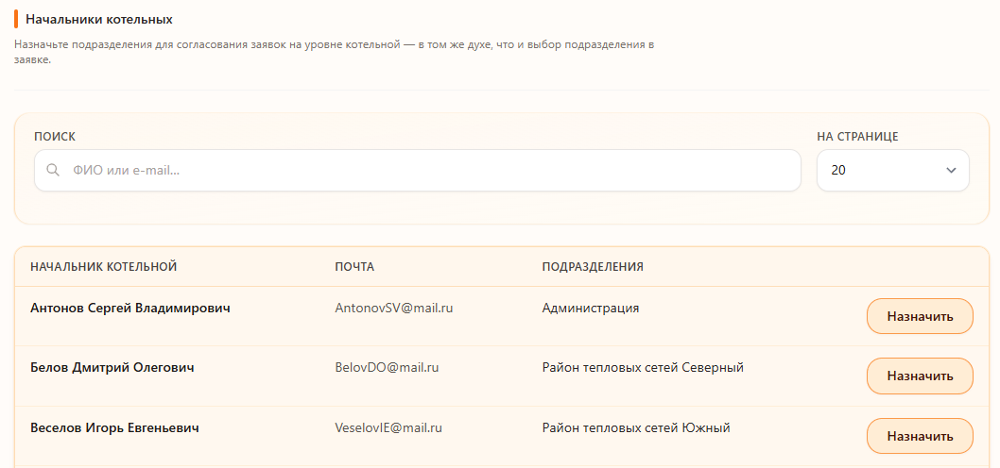 Начальники котельных
Назначьте подразделения для согласования заявок на уровне котельной — в том же духе, что и выбор подразделения в
заявке.
ПОИСК
НА СТРАНИЦЕ
ФИО или e-mail...
20
НАЧАЛЬНИК КОТЕЛЬНОЙ
ПОЧТА
ПОДРАЗДЕЛЕНИЯ
Антонов Сергей Владимирович
AntonovSV@mail.ru
Администрация
Назначить
Белов Дмитрий Олегович
BelovDO@mail.ru
Район тепловых сетей Северный
Назначить
Веселов Игорь Евгеньевич
VeselovIE@mail.ru
Район тепловых сетей Южный
Назначить